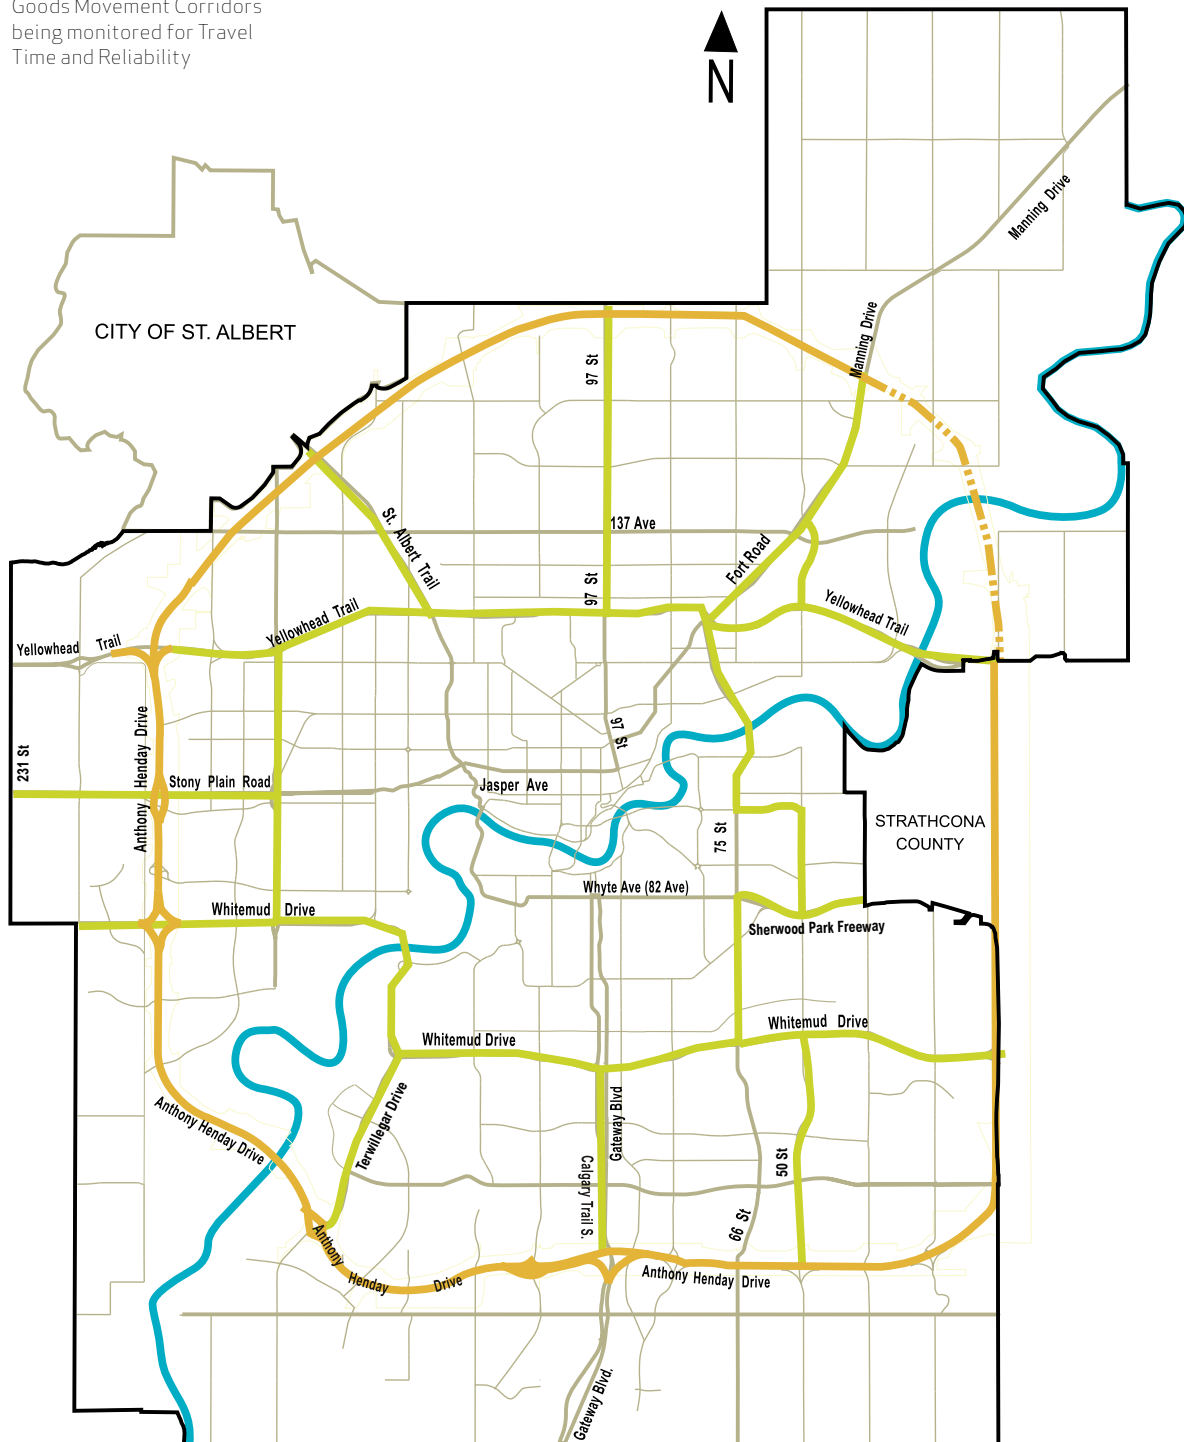 Goods Movement Corridors
being monitored for Travel
Time and Reliability
N
Manning Drive
CITY OF ST. ALBERT
Manning Drive
97 St
137 Ave
St. Albert Trail
Fort Road
97 St
Yellowhead Trail
Yellowhead Trail
Yellowhead Trail
Anthony Henday Drive
97 St
231 St
Stony Plain Road
Jasper Ave
STRATHCONA
COUNTY
75 St
Whyte Ave (82 Ave)
Whitemud Drive
Sherwood Park Freeway
Whitemud Drive
Whitemud Drive
Anthony Henday Drive
Terwillegar Drive
Gateway Blvd
Calgary Trail S.
50 St
66 St
Anthony Henday Drive
Anthony Henday Drive
Gateway Blvd.